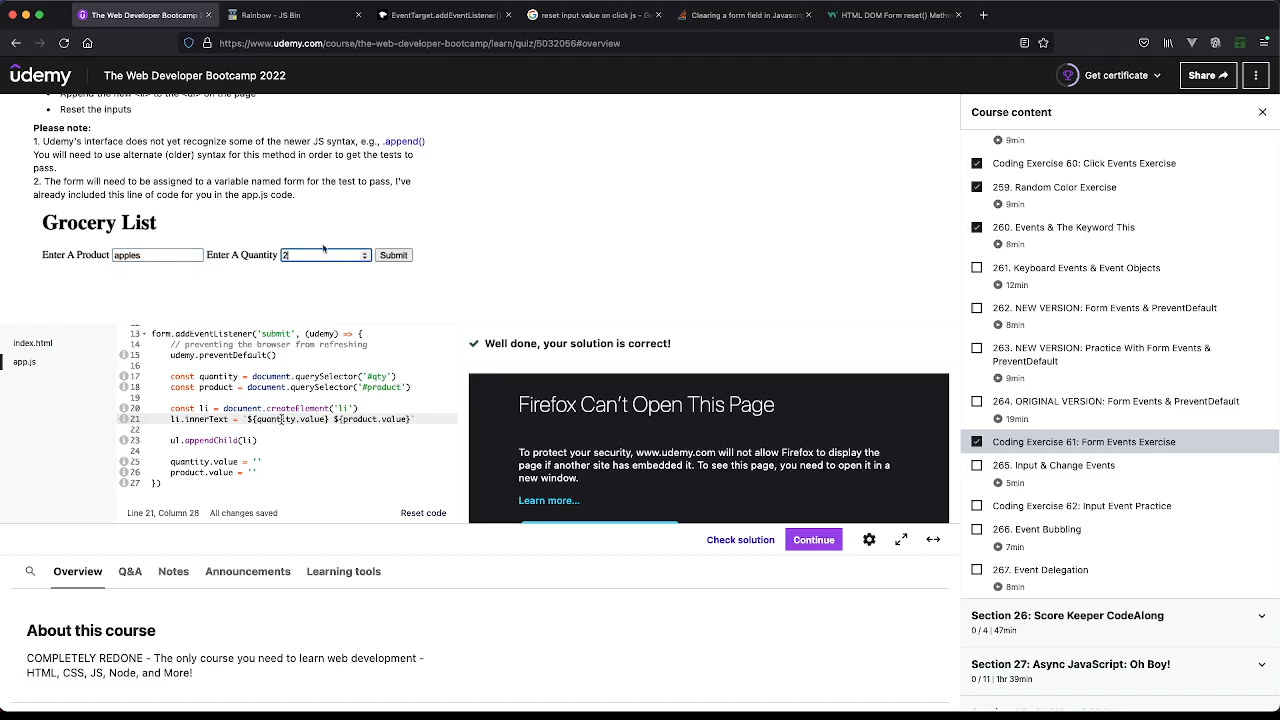 The Web Developer Bootcamp 2
Rainbow - JS Bin
EventTarget.addEventListener()
reset input value on click js - Go
Clearing a form field in Javascrip
HTML DOM Form reset() Metho
https://www.udemy.com/course/the-web-developer-bootcamp/learn/quiz/5032056#overview
udemy
The Web Developer Bootcamp 2022
Get certificate
Share
Append the new <li> to the <ul> on the page
Reset the inputs
Please note:
1. Udemy's interface does not yet recognize some of the newer JS syntax, e.g., .append()
You will need to use alternate (older) syntax for this method in order to get the tests to
pass.
2. The form will need to be assigned to a variable named form for the test to pass, I've
already included this line of code for you in the app.js code.
Grocery List
Enter A Product apples Enter A Quantity 2 Submit
index.html
app.js
13 form.addEventListener('submit', (udemy) => {
14 // preventing the browser from refreshing
15 udemy.preventDefault()
16
17 const quantity = document.querySelector('#qty')
18 const product = document.querySelector('#product')
19
20 const li = document.createElement('li')
21 li.innerText = `${quantity.value} ${product.value}`
22
23 ul.appendChild(li)
24
25 quantity.value = ''
26 product.value = ''
27 })
Line 21, Column 28 All changes saved
Reset code
Well done, your solution is correct!
Firefox Can't Open This Page
To protect your security, www.udemy.com will not allow Firefox to display the
page if another site has embedded it. To see this page, you need to open it in a
new window.
Learn more...
Check solution
Continue
Overview
Q&A
Notes
Announcements
Learning tools
About this course
COMPLETELY REDONE - The only course you need to learn web development -
HTML, CSS, JS, Node, and More!
Course content
9min
Coding Exercise 60: Click Events Exercise
259. Random Color Exercise
9min
260. Events & The Keyword This
8min
261. Keyboard Events & Event Objects
12min
262. NEW VERSION: Form Events & PreventDefault
8min
263. NEW VERSION: Practice With Form Events &
PreventDefault
9min
264. ORIGINAL VERSION: Form Events & PreventDefault
19min
Coding Exercise 61: Form Events Exercise
265. Input & Change Events
5min
Coding Exercise 62: Input Event Practice
266. Event Bubbling
7min
267. Event Delegation
8min
Section 26: Score Keeper CodeAlong
0 / 4 | 47min
Section 27: Async JavaScript: Oh Boy!
0 / 11 | 1hr 39min